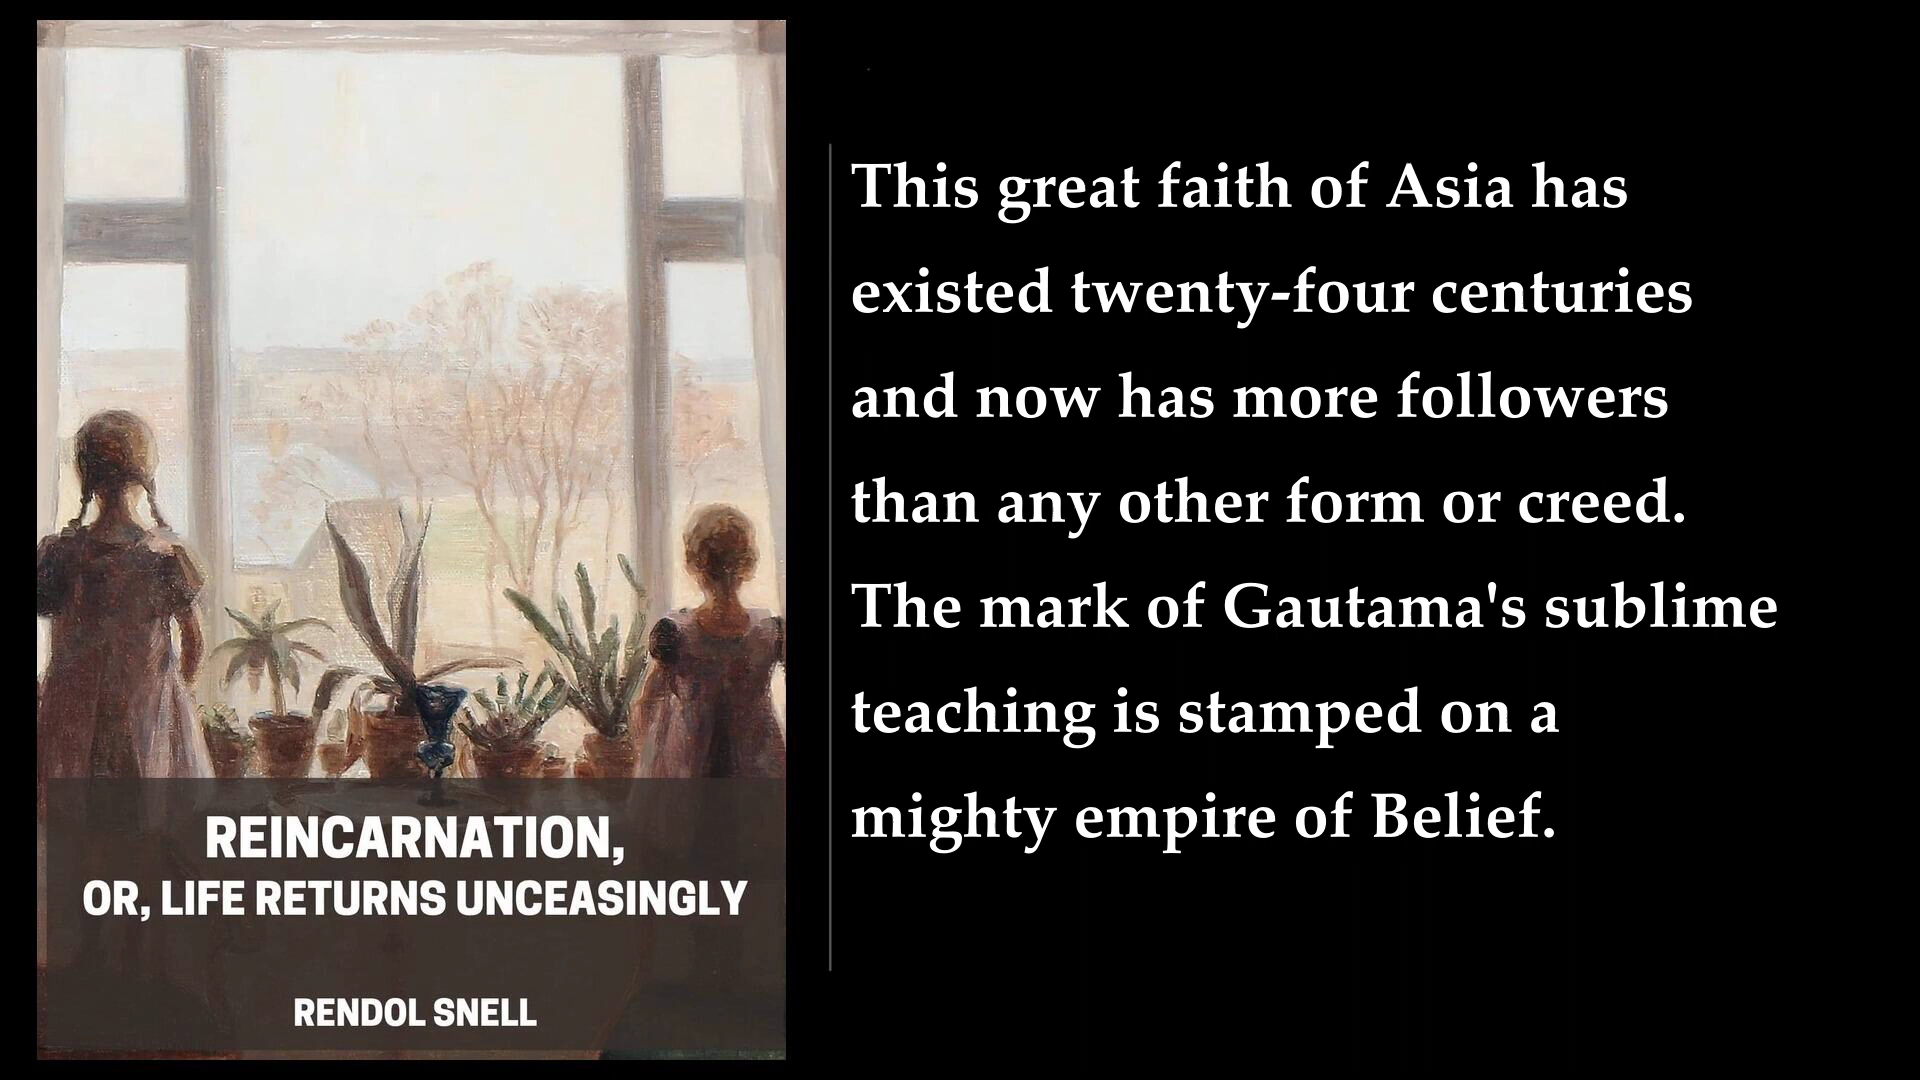 REINCARNATION,
OR, LIFE RETURNS UNCEASINGLY
RENDOL SNELL
This great faith of Asia has
existed twenty-four centuries
and now has more followers
than any other form or creed.
The mark of Gautama's sublime
teaching is stamped on a
mighty empire of Belief.